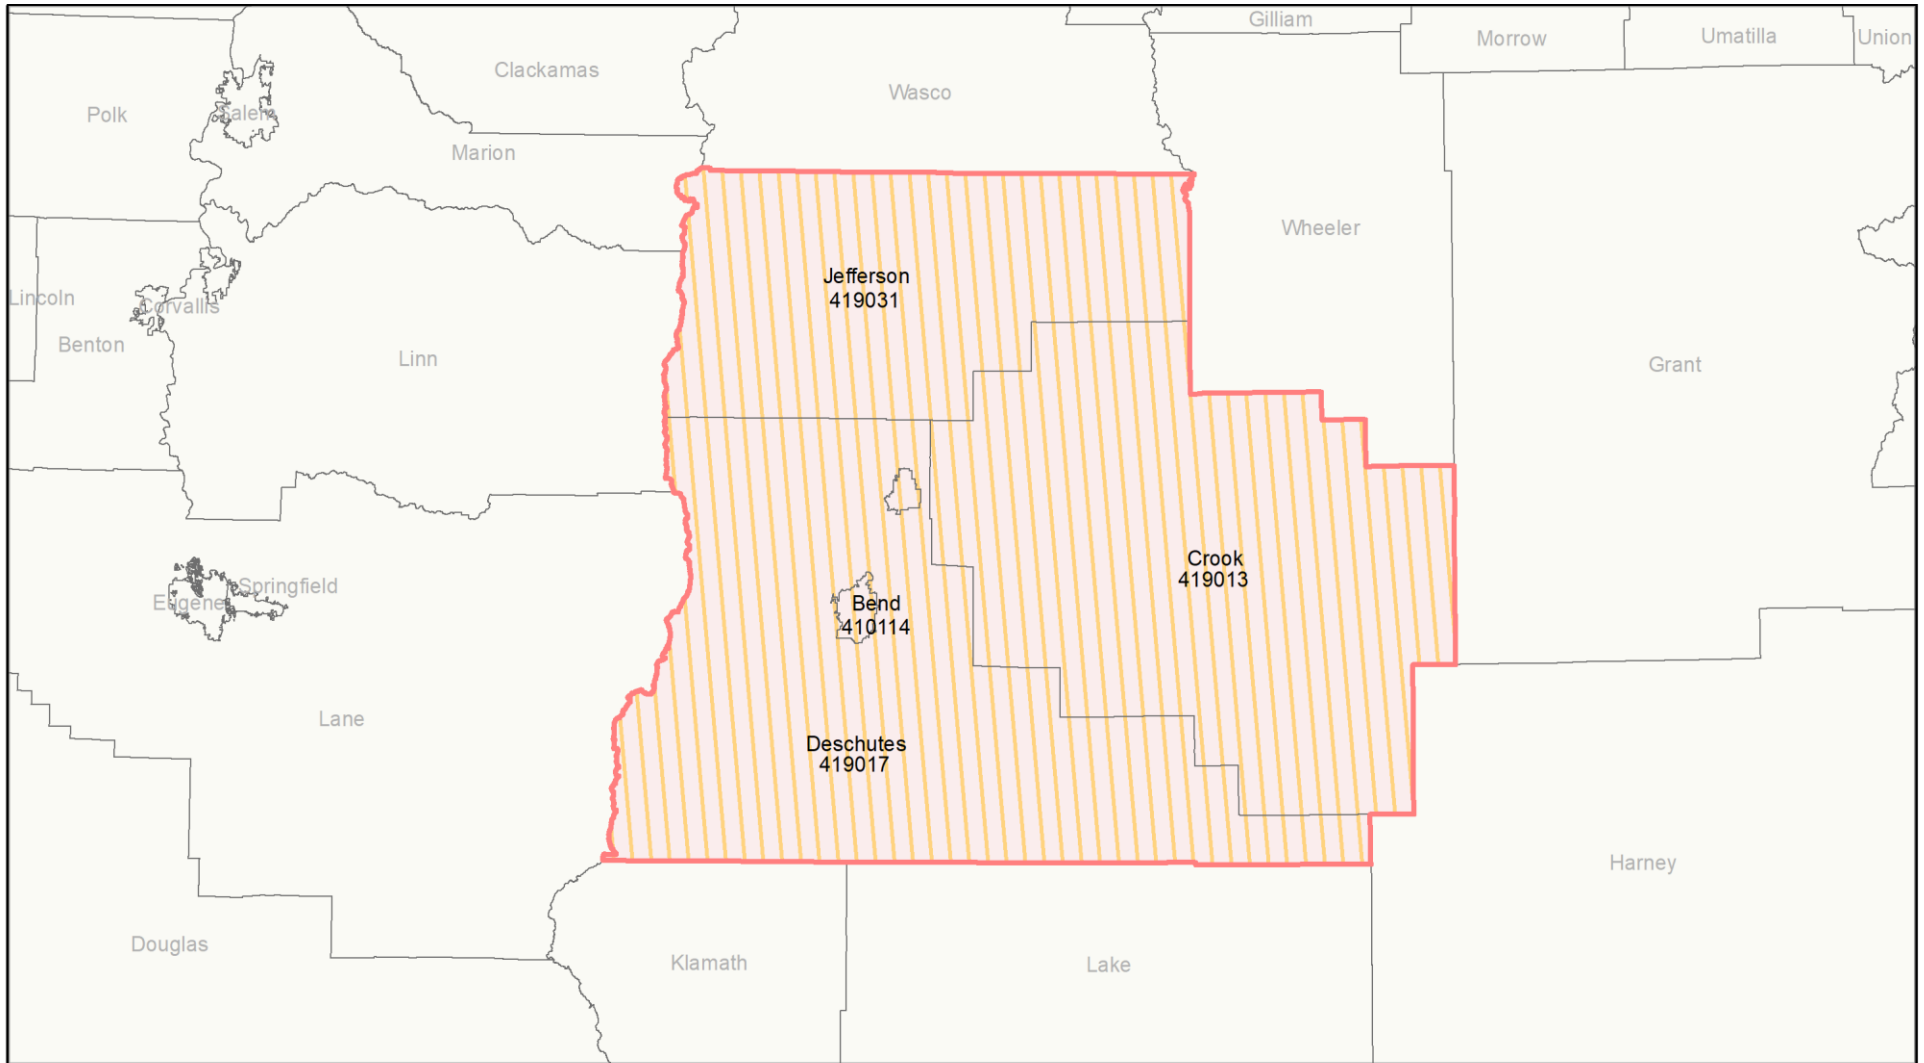 Gilliam
Morrow
Umatilla
Union
Clackamas
Wasco
Polk
Salem
Marion
Wheeler
Jefferson
419031
Lincoln
Corvallis
Benton
Linn
Grant
Crook
419013
Springfield
Eugene
Bend
410114
Lane
Deschutes
419017
Harney
Douglas
Klamath
Lake